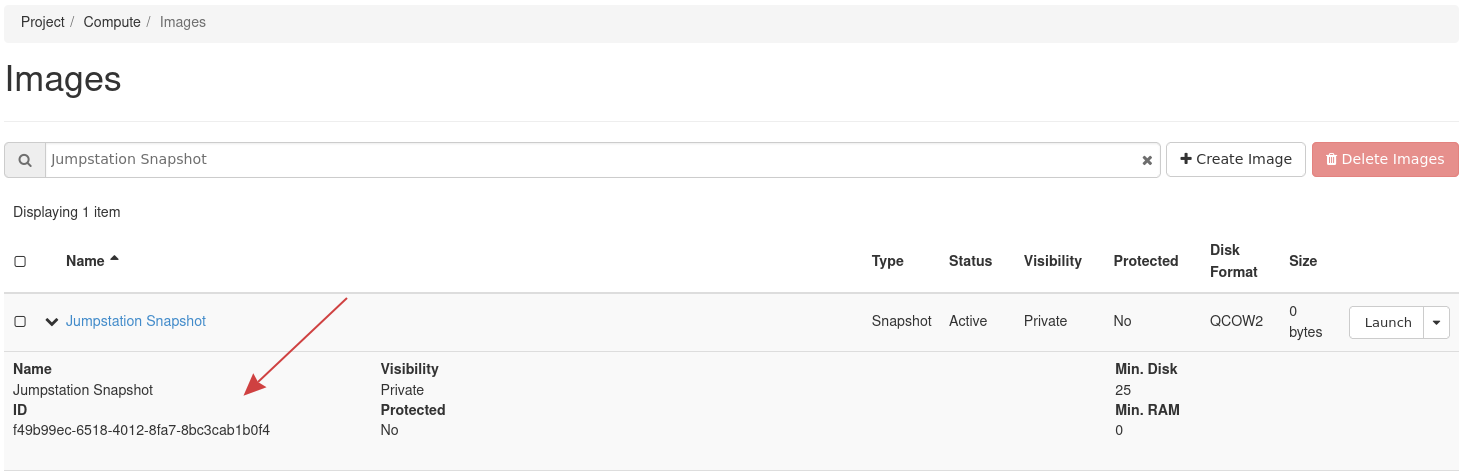 Project / Compute / Images
Images
Jumpstation Snapshot
Create Image
Delete Images
Displaying 1 item
Name Type Status Visibility Protected Disk Format Size
Jumpstation Snapshot Snapshot Active Private No QCOW2 0 bytes Launch
Name Visibility Min. Disk
Jumpstation Snapshot Private 25
ID Protected Min. RAM
f49b99ec-6518-4012-8fa7-8bc3cab1b0f4 No 0